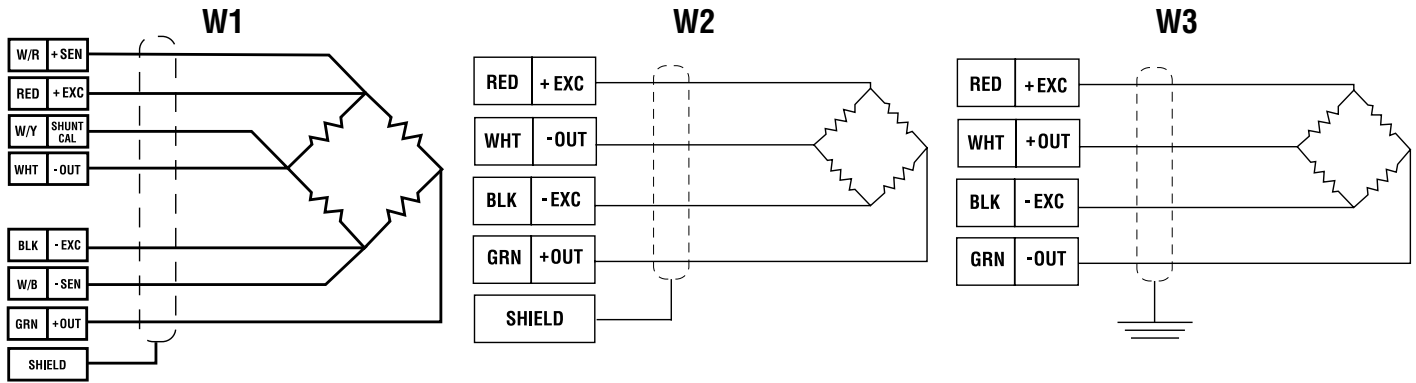 W1
W/R +SEN
RED +EXC
W/Y SHUNT
CAL
WHT -OUT
BLK -EXC
W/B -SEN
GRN +OUT
SHIELD
W2
RED +EXC
WHT -OUT
BLK -EXC
GRN +OUT
SHIELD
W3
RED +EXC
WHT +OUT
BLK -EXC
GRN -OUT